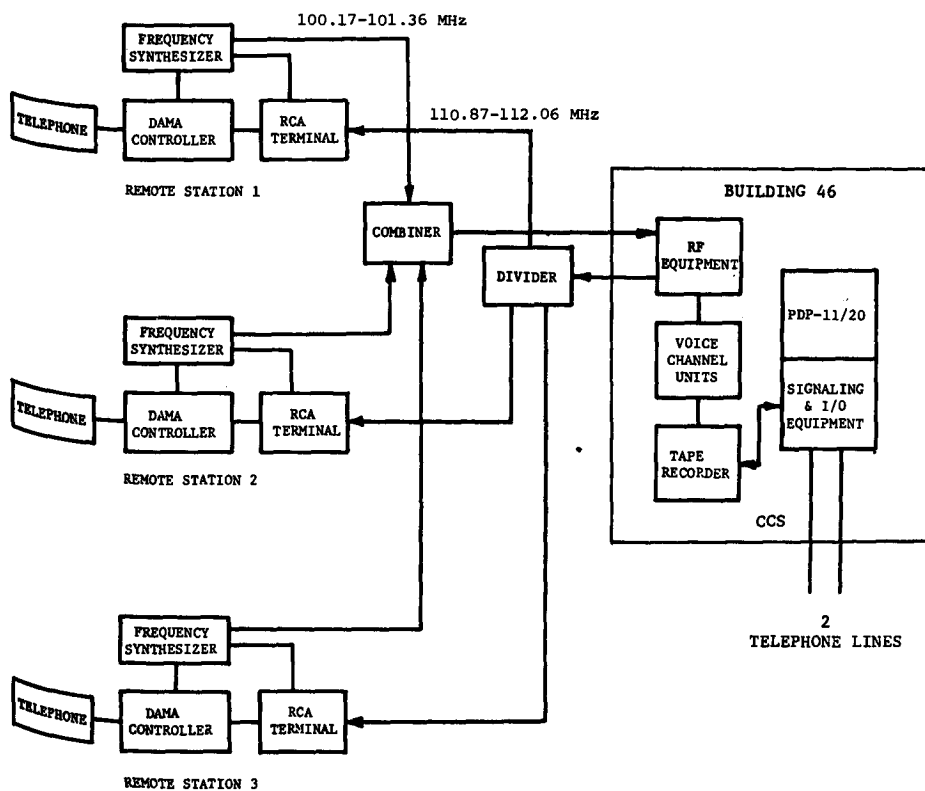 100.17-101.36 MHz
FREQUENCY
SYNTHESIZER
110.87-112.06 MHz
TELEPHONE
DAMA
CONTROLLER
RCA
TERMINAL
REMOTE STATION 1
COMBINER
DIVIDER
BUILDING 46
RF
EQUIPMENT
PDP-11/20
VOICE
CHANNEL
UNITS
SIGNALING
& I/O
EQUIPMENT
TAPE
RECORDER
CCS
2
TELEPHONE LINES
FREQUENCY
SYNTHESIZER
TELEPHONE
DAMA
CONTROLLER
RCA
TERMINAL
REMOTE STATION 2
FREQUENCY
SYNTHESIZER
TELEPHONE
DAMA
CONTROLLER
RCA
TERMINAL
REMOTE STATION 3